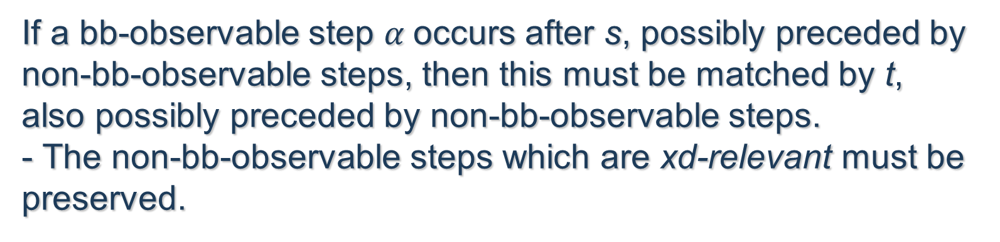 If a bb-observable step α occurs after s, possibly preceded by
non-bb-observable steps, then this must be matched by t,
also possibly preceded by non-bb-observable steps.
- The non-bb-observable steps which are xd-relevant must be
preserved.